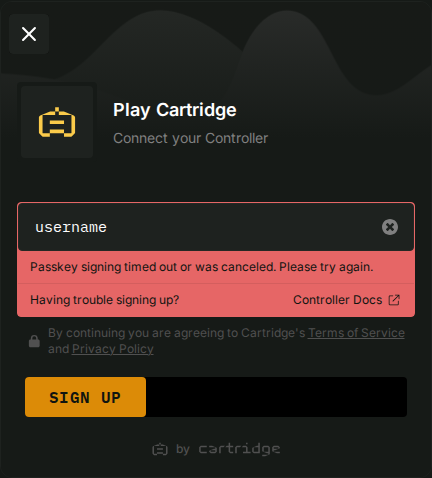 Play Cartridge
Connect your Controller
username
Passkey signing timed out or was canceled. Please try again.
Having trouble signing up? Controller Docs
By continuing you are agreeing to Cartridge's Terms of Service
and Privacy Policy
SIGN UP
by cartridge